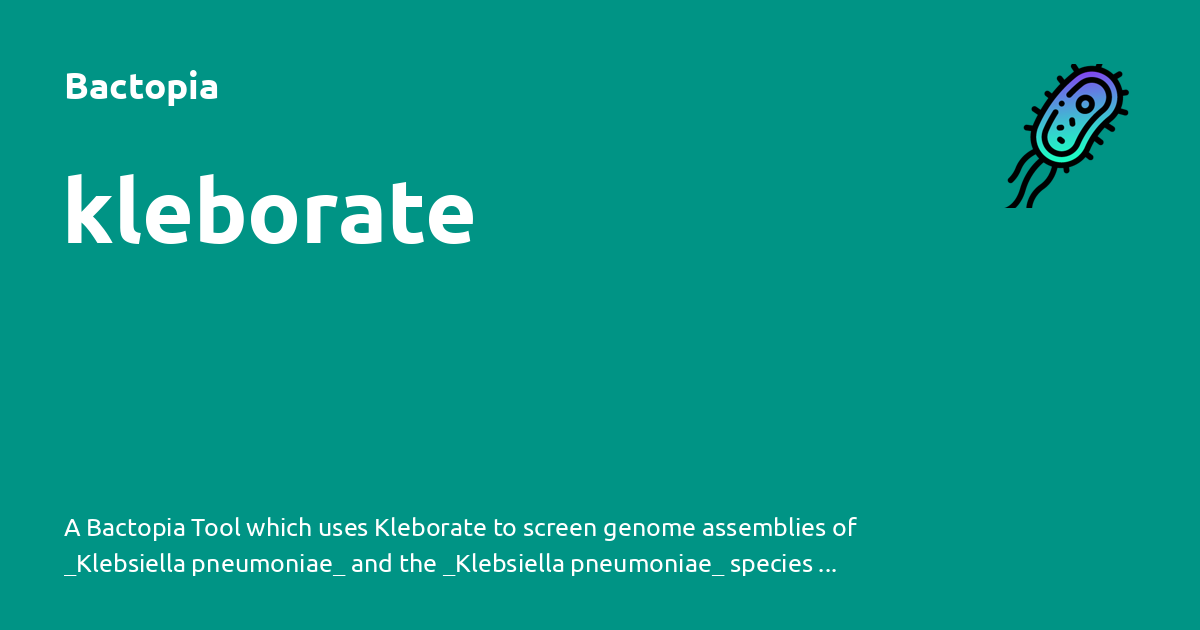 Bactopia
kleborate
A Bactopia Tool which uses Kleborate to screen genome assemblies of
_Klebsiella pneumoniae_ and the _Klebsiella pneumoniae_ species ...